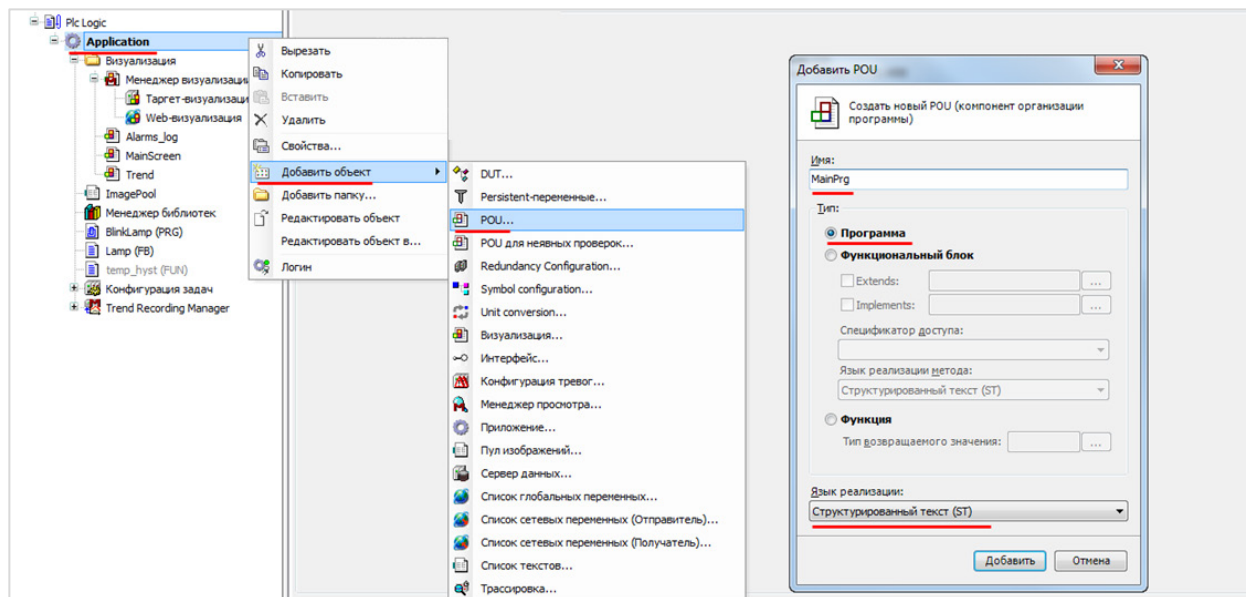 Plc Logic
Application
Визуализация
Менеджер визуализаци
Таргет-визуализаци
Web-визуализация
Alarms_log
MainScreen
Trend
ImagePool
Менеджер библиотек
BlinkLamp (PRG)
Lamp (FB)
temp_hyst (FUN)
Конфигурация задач
Trend Recording Manager
Вырезать
Копировать
Вставить
Удалить
Свойства...
Добавить объект
Добавить папку...
Редактировать объект
Редактировать объект в...
Логин
DUT...
Persistent-переменные...
POU...
POU для неявных проверок...
Redundancy Configuration...
Symbol configuration...
Unit conversion...
Визуализация...
Интерфейс...
Конфигурация тревог...
Менеджер просмотра...
Приложение...
Пул изображений...
Сервер данных...
Список глобальных переменных...
Список сетевых переменных (Отправитель)...
Список сетевых переменных (Получатель)...
Список текстов...
Трассировка...
Добавить POU
Создать новый POU (компонент организации
программы)
Имя:
MainPrg
Тип:
Программа
Функциональный блок
Extends:
...
Implements:
...
Спецификатор доступа:
Язык реализации метода:
Структурированный текст (ST)
Функция
Тип возвращаемого значения:
...
Язык реализации:
Структурированный текст (ST)
Добавить
Отмена